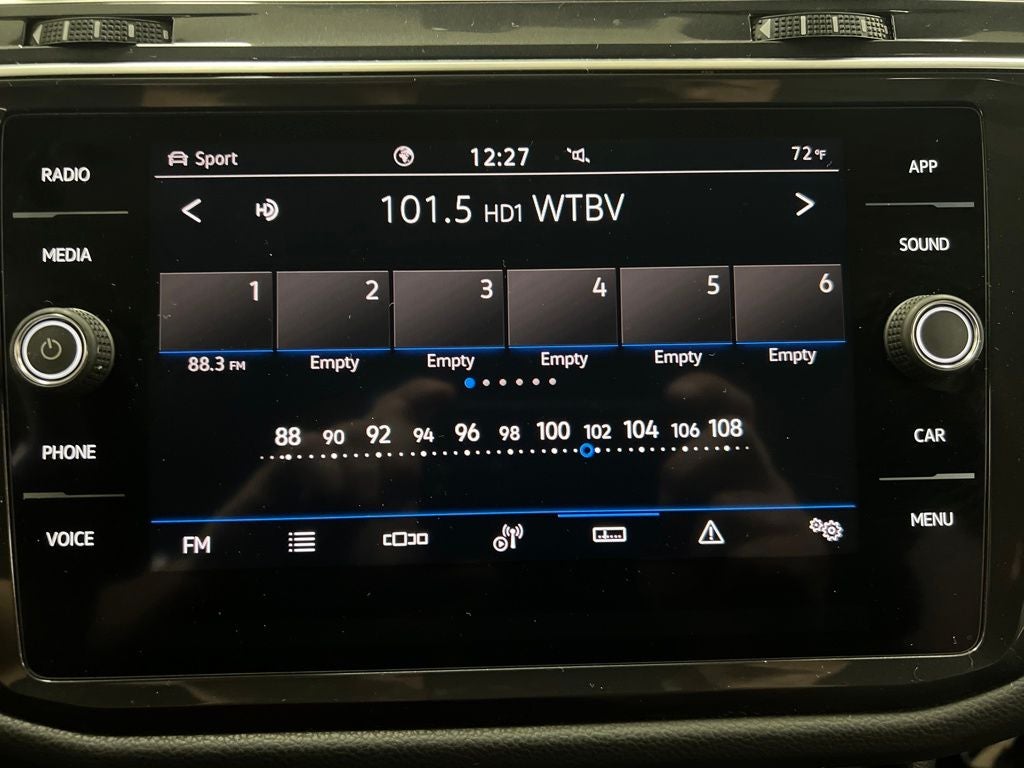 RADIO
MEDIA
PHONE
VOICE
Sport 12:27 72°F
< HD 101.5 HD1 WTBV >
1 2 3 4 5 6
88.3 FM Empty Empty Empty Empty Empty
88 90 92 94 96 98 100 102 104 106 108
FM
APP
SOUND
CAR
MENU